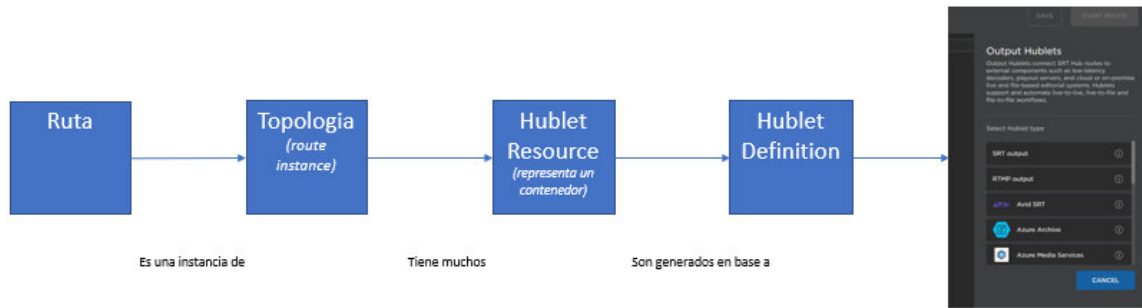 SAVE
START ROUTE
Output Hublets
Output Hublets connect SRT Hub routes to
external components such as low-latency
decoders, playout servers, and cloud or on-premise
live and file-based editorial systems. Hublets
support and automate live-to-live, live-to-file and
file-to-file workflows.
Select Hublet type
SRT output
RTMP output
Avid SRT
Azure Archive
Azure Media Services
CANCEL
Ruta
Topologia
(route
instance)
Hublet
Resource
(representa un
contenedor)
Hublet
Definition
Es una instancia de
Tiene muchos
Son generados en base a